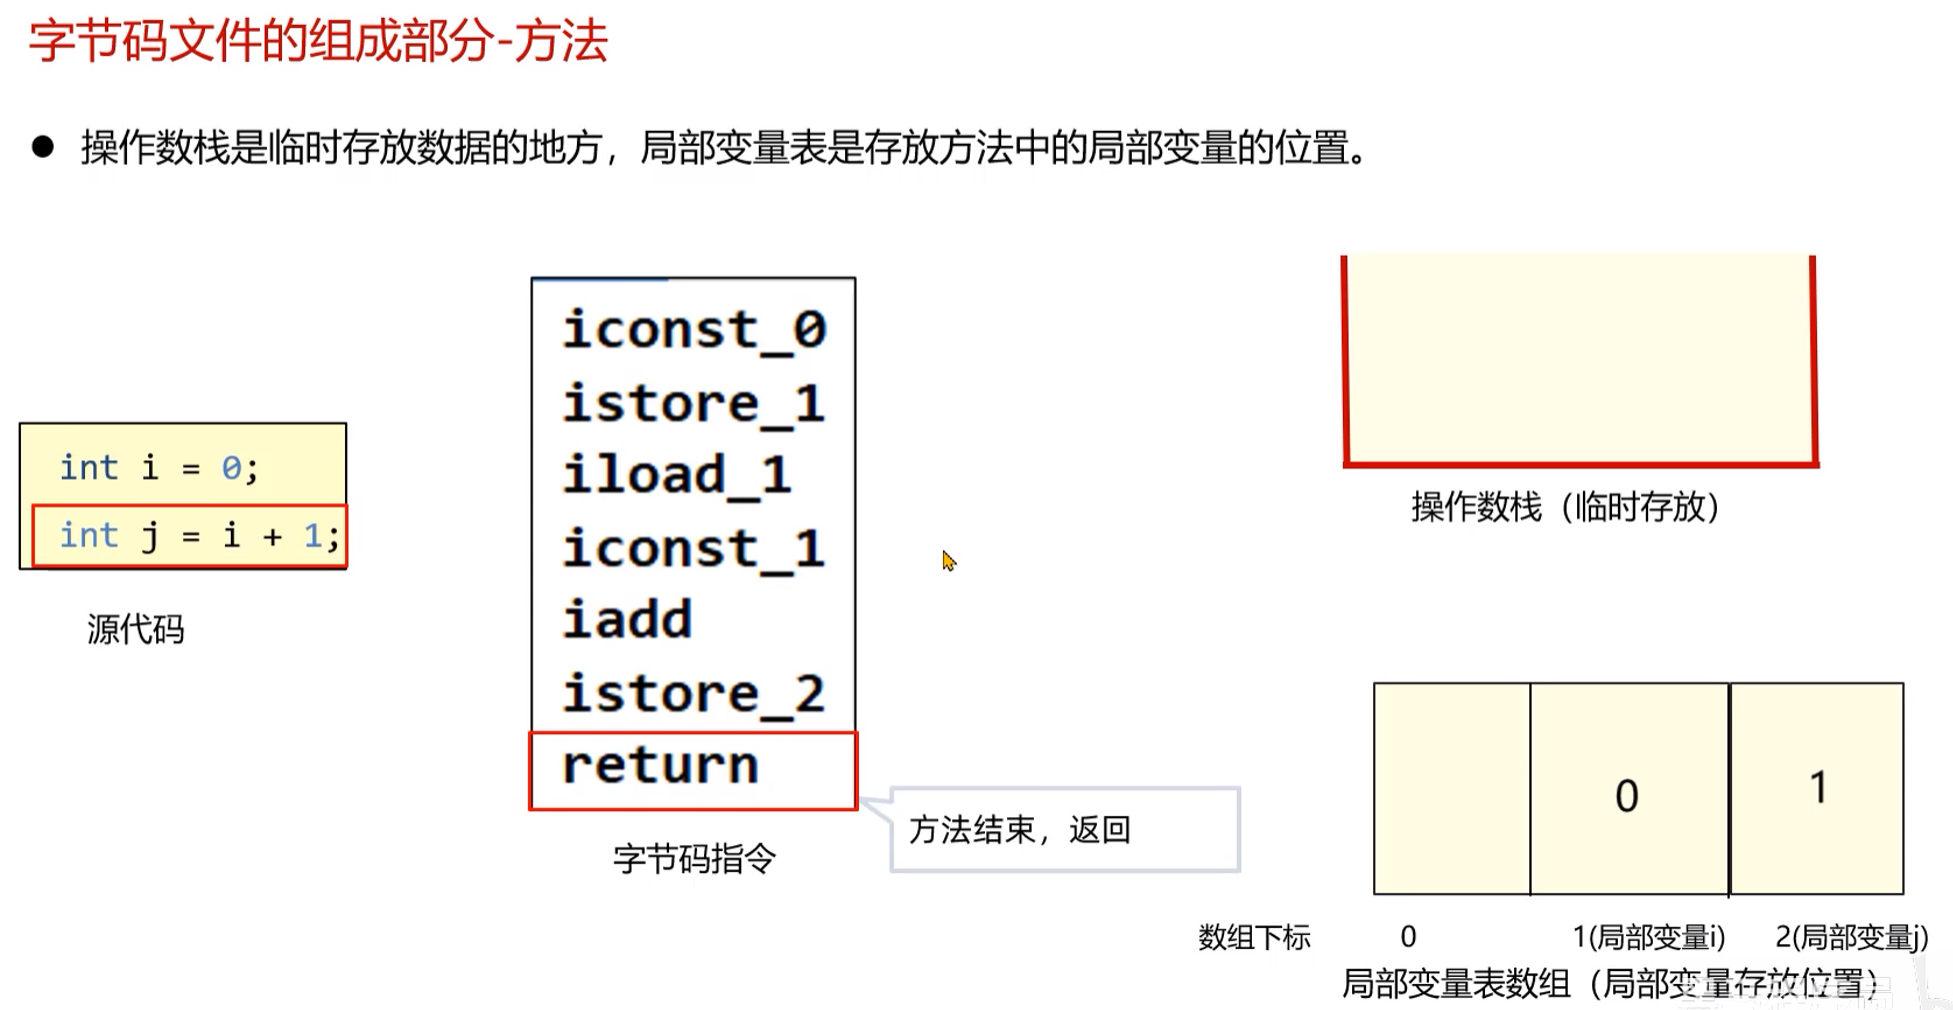 字节码文件的组成部分-方法
● 操作数栈是临时存放数据的地方，局部变量表是存放方法中的局部变量的位置。
int i = 0;
int j = i + 1;
源代码
iconst_0
istore_1
iload_1
iconst_1
iadd
istore_2
return
字节码指令
方法结束，返回
操作数栈（临时存放）
0 1
数组下标 0 1(局部变量i) 2(局部变量j)
局部变量表数组（局部变量存放位置）